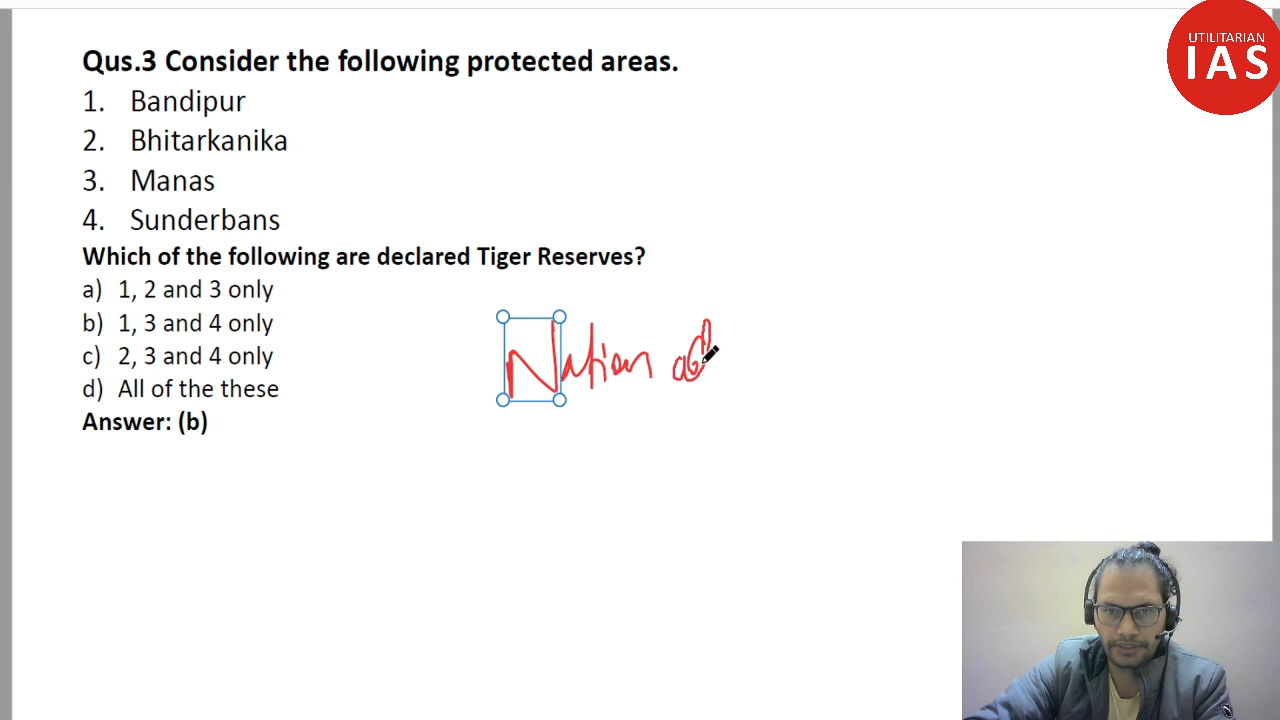 UTILITARIAN
IAS
Qus.3 Consider the following protected areas.
1. Bandipur
2. Bhitarkanika
3. Manas
4. Sunderbans
Which of the following are declared Tiger Reserves?
a) 1, 2 and 3 only
b) 1, 3 and 4 only
c) 2, 3 and 4 only
d) All of the these
Answer: (b)
Nation